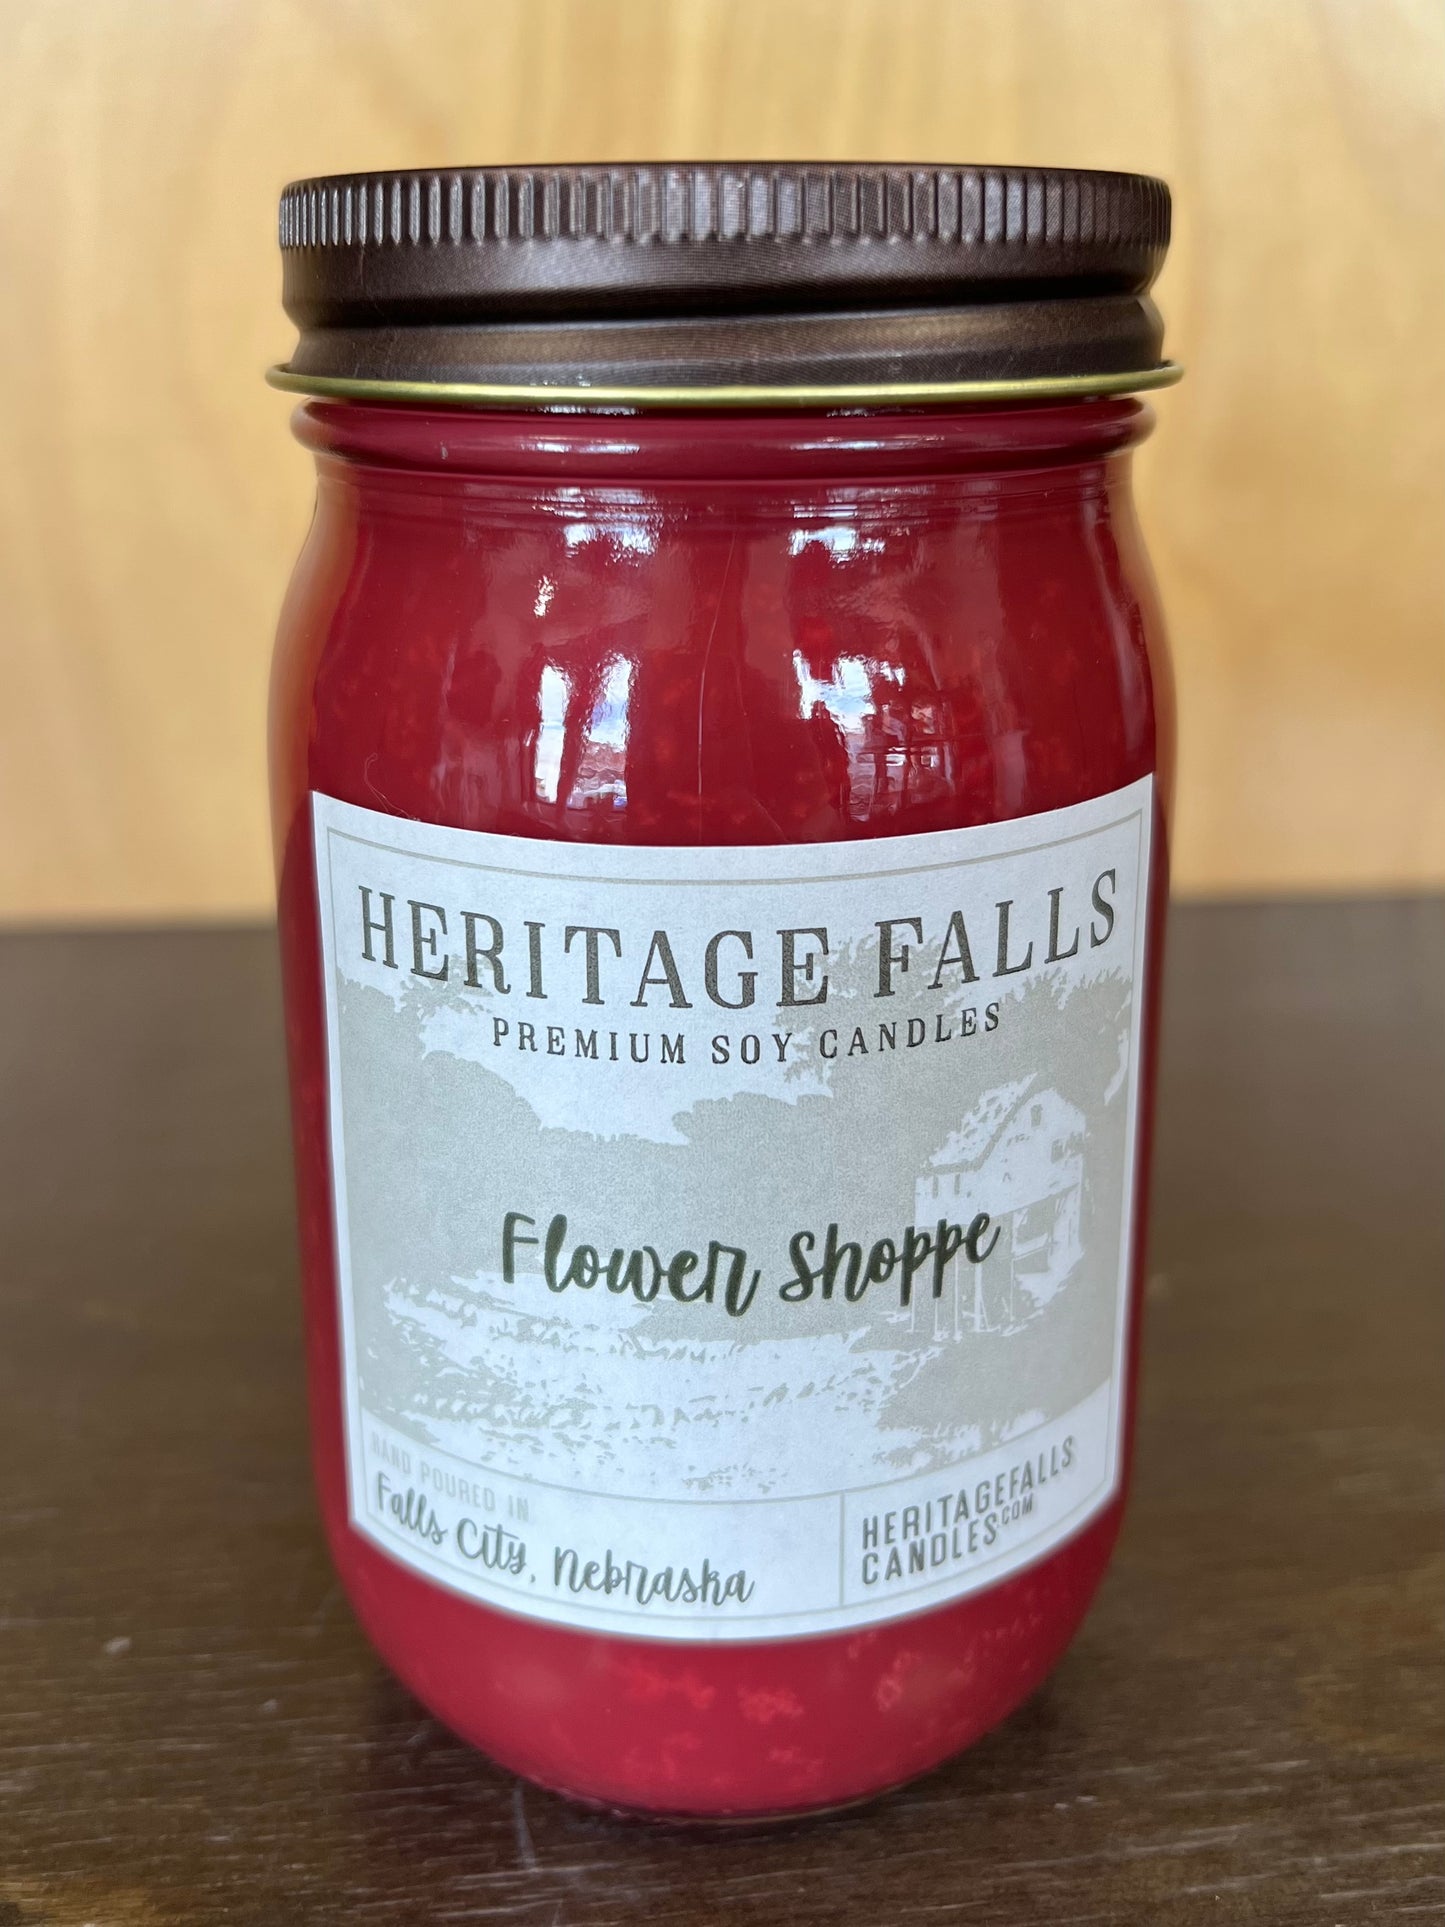 HERITAGE FALLS
PREMIUM SOY CANDLES
Flower Shoppe
HAND POURED IN
Falls City, Nebraska
HERITAGEFALLS
CANDLES.COM